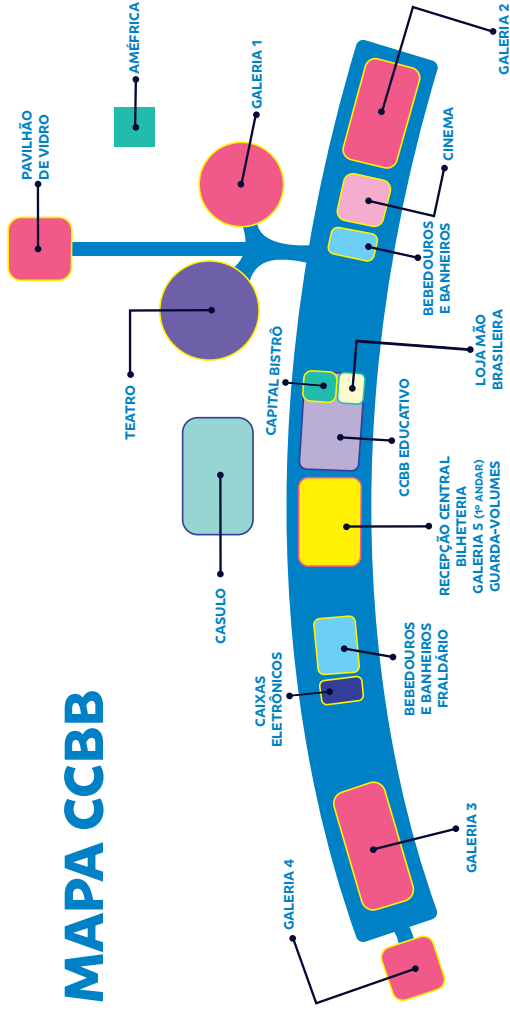 MAPA CCBB
GALERIA 4
CAIXAS
ELETRÔNICOS
CASULO
TEATRO
CAPITAL BISTRÔ
PAVILHÃO
DE VIDRO
AMÉFRICA
GALERIA 1
GALERIA 3
BEBEDOUROS
E BANHEIROS
FRALDÁRIO
RECEPÇÃO CENTRAL
BILHETERIA
GALERIA 5 (1º ANDAR)
GUARDA-VOLUMES
CCBB EDUCATIVO
LOJA MÃO
BRASILEIRA
BEBEDOUROS
E BANHEIROS
CINEMA
GALERIA 2